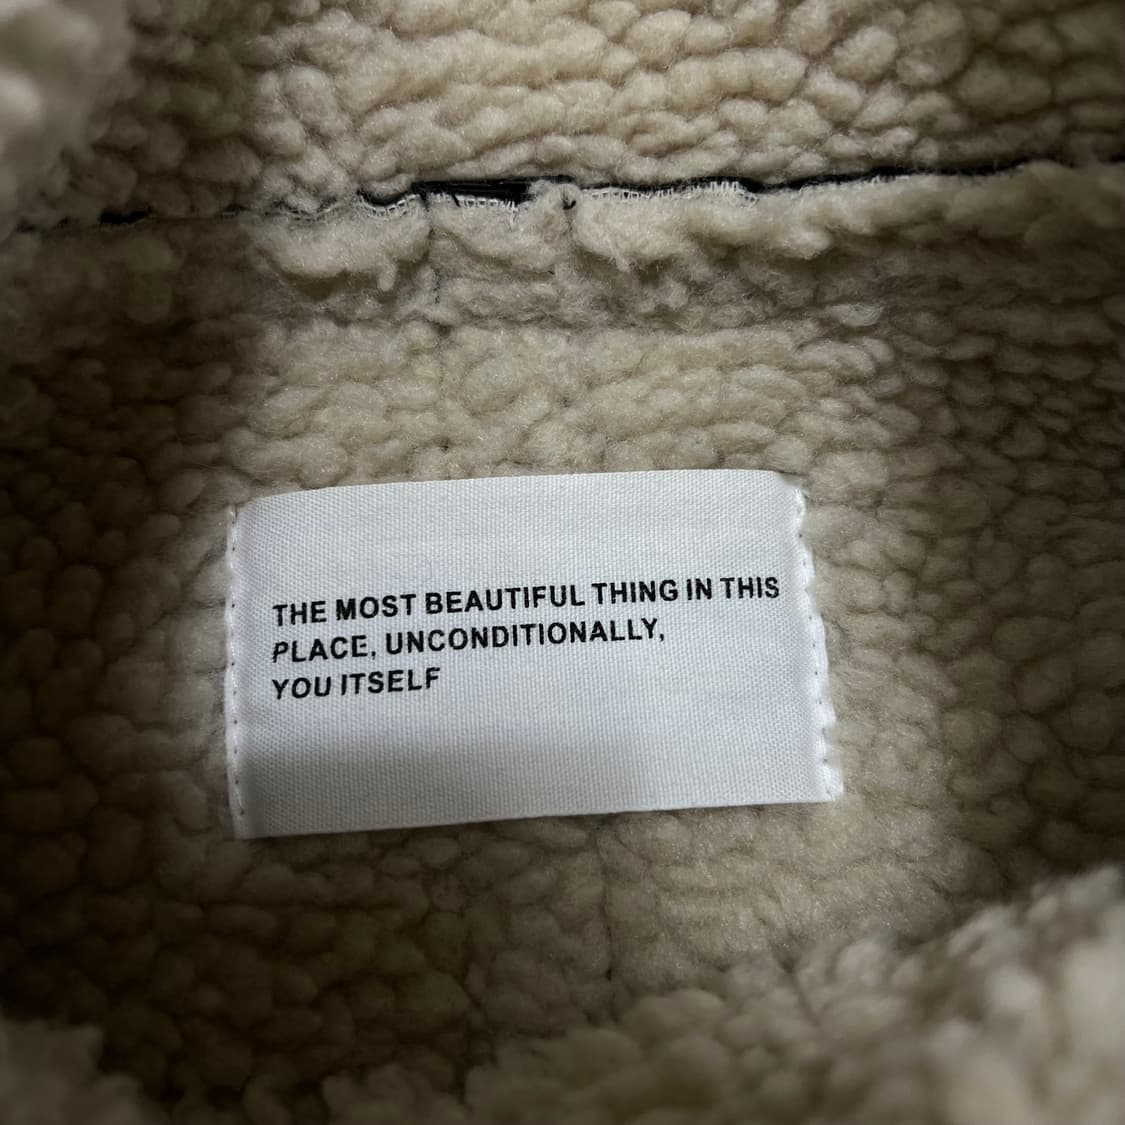 THE MOST BEAUTIFUL THING IN THIS
PLACE, UNCONDITIONALLY,
YOU ITSELF